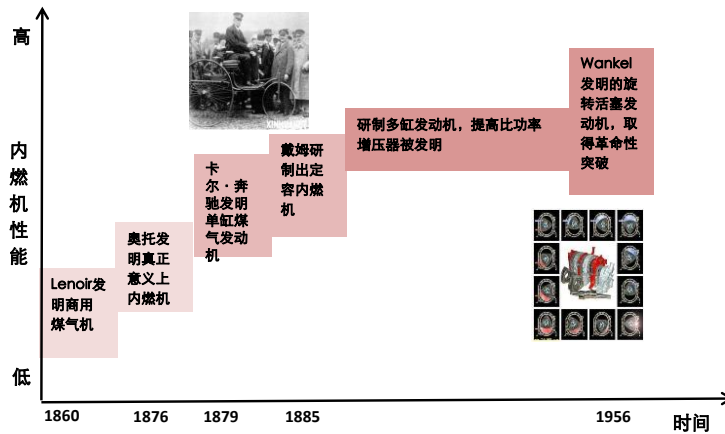 高
内燃机性能
低
Lenoir发
明商用
煤气机
奥托发
明真正
意义上
内燃机
卡
尔·奔
驰发明
单缸煤
气发动
机
戴姆研
制出定
容内燃
机
研制多缸发动机，提高比功率
增压器被发明
Wankel
发明的旋
转活塞发
动机，取
得革命性
突破
1860
1876
1879
1885
1956
时间